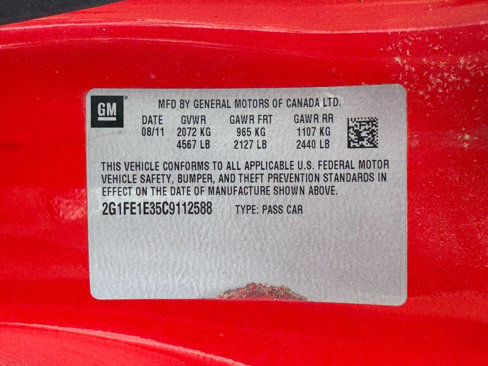 GM
MFD BY GENERAL MOTORS OF CANADA LTD.
DATE GVWR GAWR FRT GAWR RR
08/11 2072 KG 965 KG 1107 KG
4567 LB 2127 LB 2440 LB
THIS VEHICLE CONFORMS TO ALL APPLICABLE U.S. FEDERAL MOTOR
VEHICLE SAFETY, BUMPER, AND THEFT PREVENTION STANDARDS IN
EFFECT ON THE DATE OF MANUFACTURE SHOWN ABOVE.
2G1FE1E35C9112588 TYPE: PASS CAR